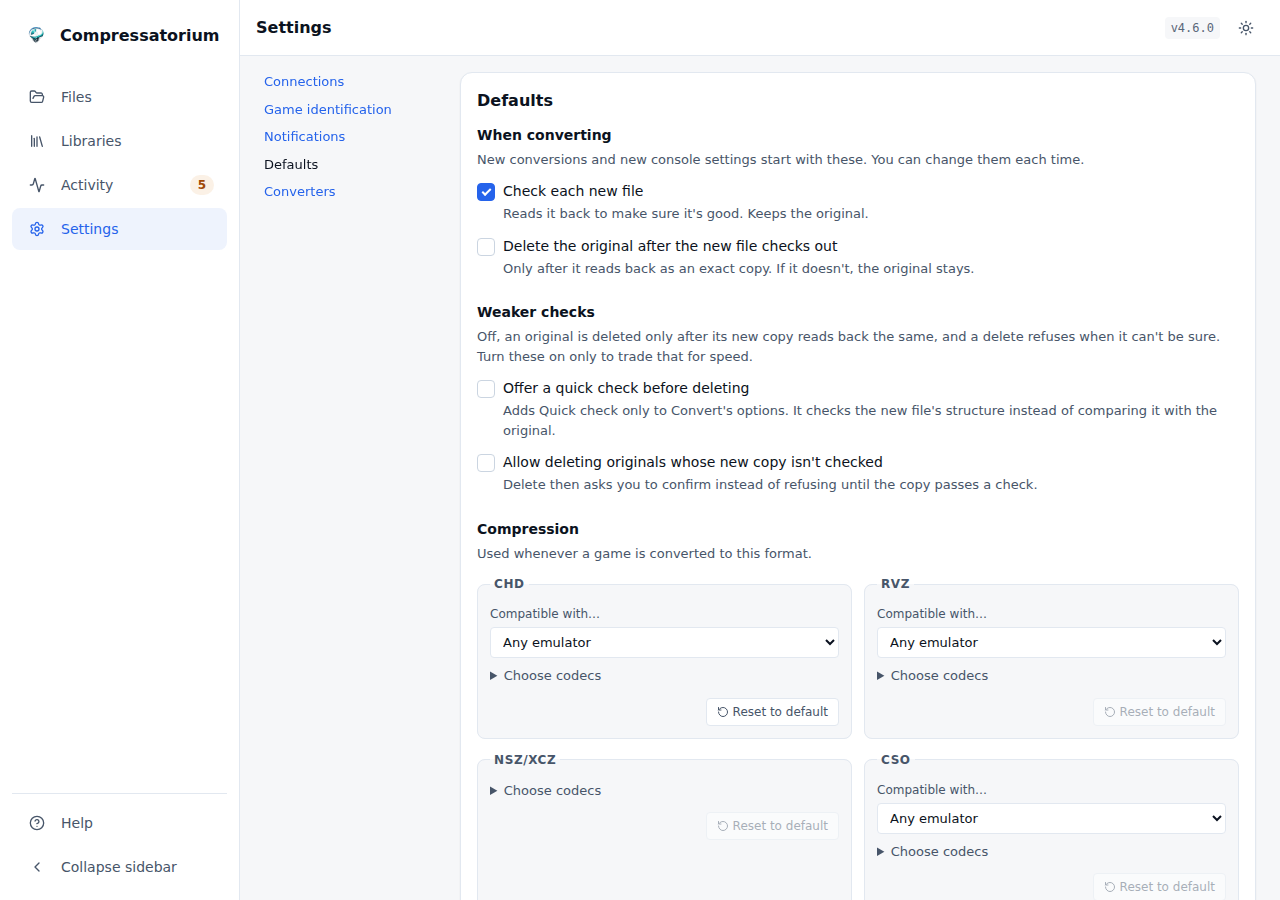 Compressatorium
Settings
v4.6.0
Files
Libraries
Activity
5
Settings
Help
Collapse sidebar
Connections
Game identification
Notifications
Defaults
Converters
Defaults
When converting
New conversions and new console settings start with these. You can change them each time.
Check each new file
Reads it back to make sure it's good. Keeps the original.
Delete the original after the new file checks out
Only after it reads back as an exact copy. If it doesn't, the original stays.
Weaker checks
Off, an original is deleted only after its new copy reads back the same, and a delete refuses when it can't be sure.
Turn these on only to trade that for speed.
Offer a quick check before deleting
Adds Quick check only to Convert's options. It checks the new file's structure instead of comparing it with the
original.
Allow deleting originals whose new copy isn't checked
Delete then asks you to confirm instead of refusing until the copy passes a check.
Compression
Used whenever a game is converted to this format.
CHD
Compatible with...
Any emulator
Choose codecs
Reset to default
RVZ
Compatible with...
Any emulator
Choose codecs
Reset to default
NSZ/XCZ
Choose codecs
Reset to default
CSO
Compatible with...
Any emulator
Choose codecs
Reset to default